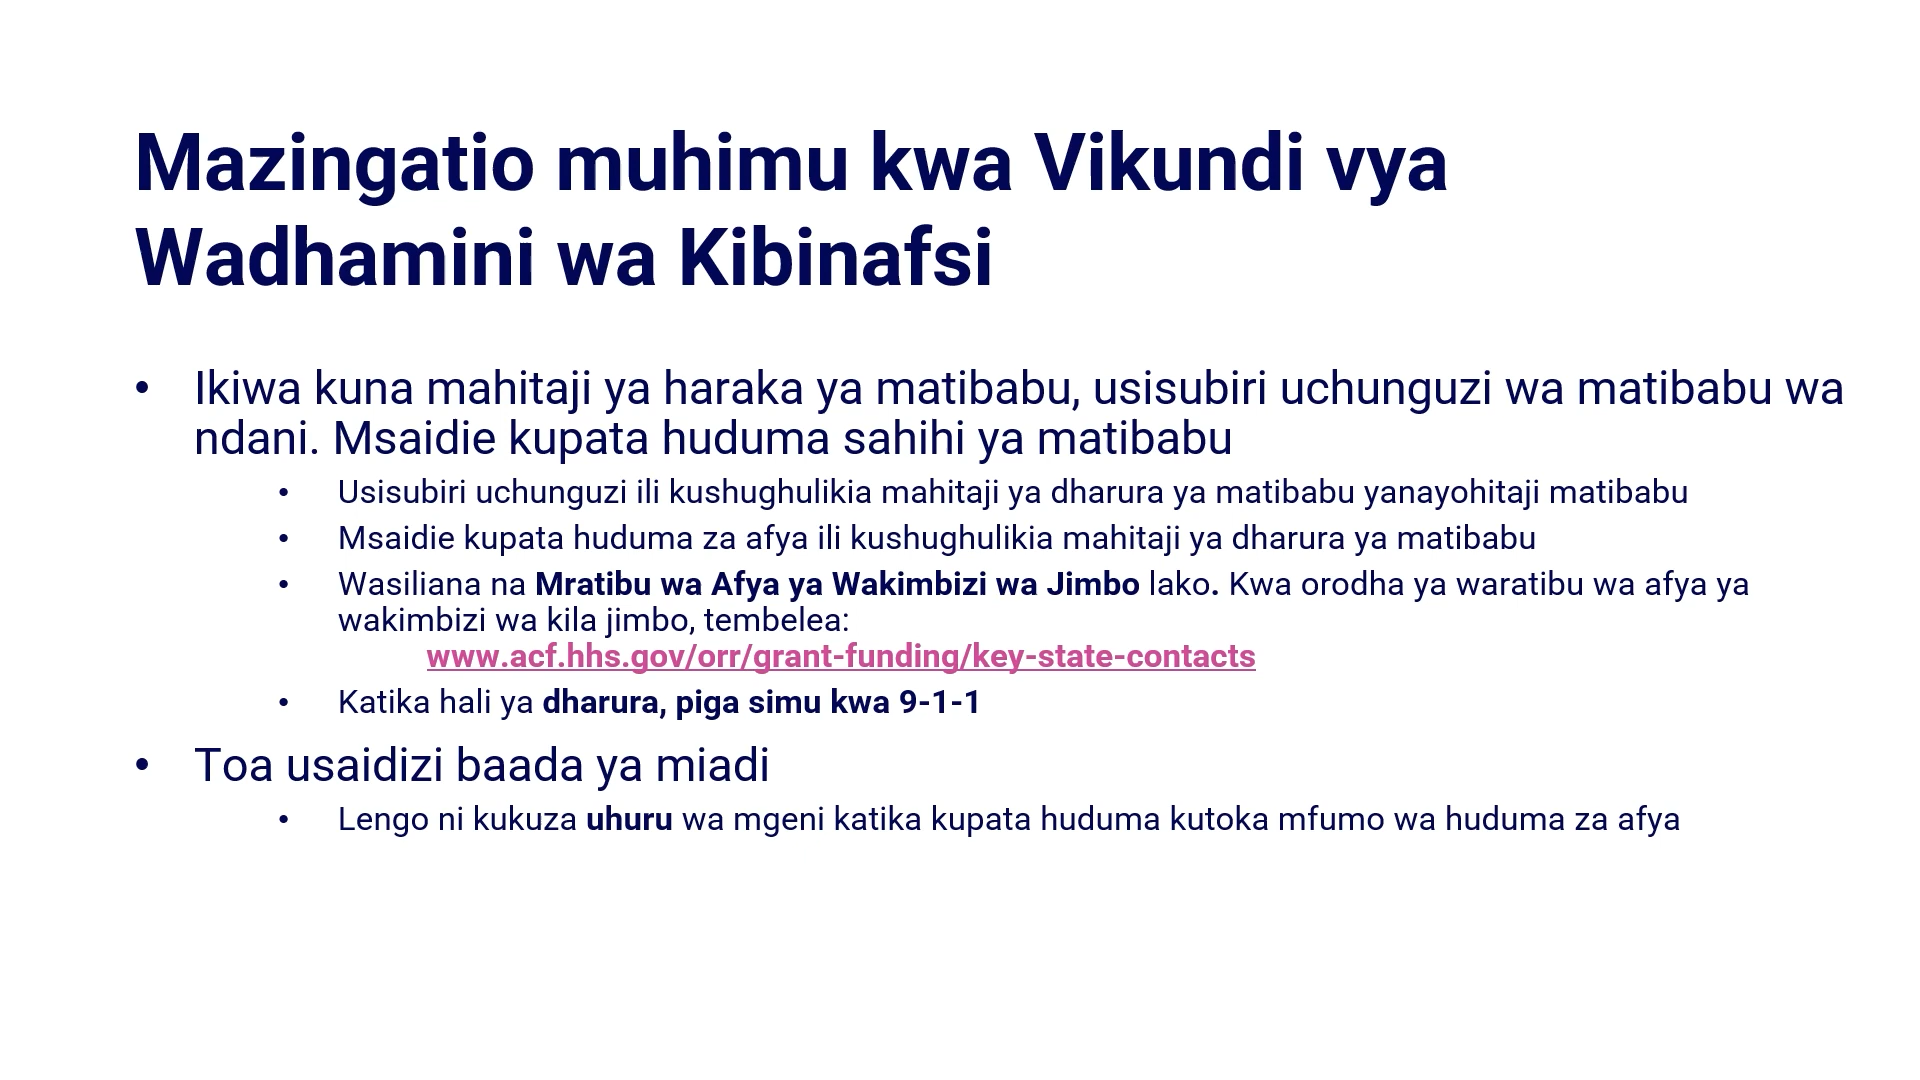 Mazingatio muhimu kwa Vikundi vya
Wadhamini wa Kibinafsi
• Ikiwa kuna mahitaji ya haraka ya matibabu, usisubiri uchunguzi wa matibabu wa
ndani. Msaidie kupata huduma sahihi ya matibabu
• Usisubiri uchunguzi ili kushughulikia mahitaji ya dharura ya matibabu yanayohitaji matibabu
• Msaidie kupata huduma za afya ili kushughulikia mahitaji ya dharura ya matibabu
• Wasiliana na Mratibu wa Afya ya Wakimbizi wa Jimbo lako. Kwa orodha ya waratibu wa afya ya
wakimbizi wa kila jimbo, tembelea:
www.acf.hhs.gov/orr/grant-funding/key-state-contacts
• Katika hali ya dharura, piga simu kwa 9-1-1
• Toa usaidizi baada ya miadi
• Lengo ni kukuza uhuru wa mgeni katika kupata huduma kutoka mfumo wa huduma za afya